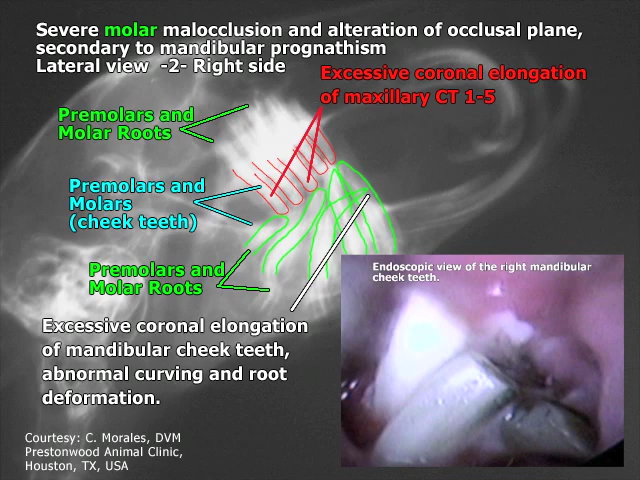 Severe molar malocclusion and alteration of occlusal plane,
secondary to mandibular prognathism
Lateral view -2- Right side
Excessive coronal elongation
of maxillary CT 1-5
Premolars and
Molar Roots
Premolars and
Molars
(cheek teeth)
Premolars and
Molar Roots
Endoscopic view of the right mandibular
cheek teeth.
Excessive coronal elongation
of mandibular cheek teeth,
abnormal curving and root
deformation.
Courtesy: C. Morales, DVM
Prestonwood Animal Clinic,
Houston, TX, USA